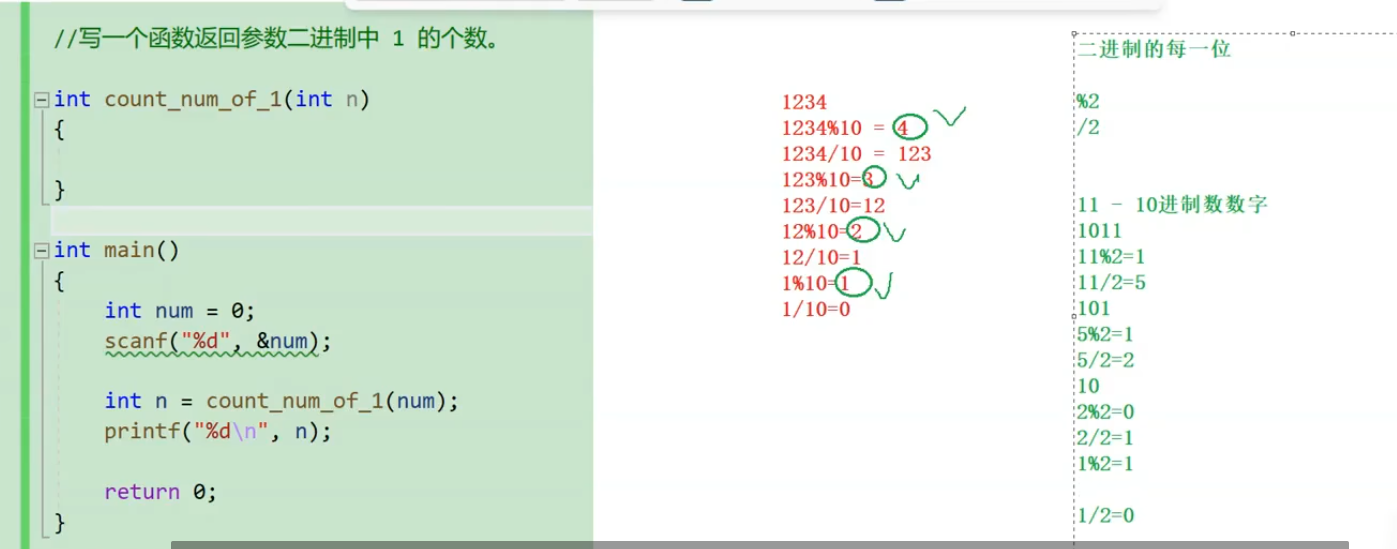 //写一个函数返回参数二进制中 1 的个数。
int count_num_of_1(int n)
{
}
int main()
{
int num = 0;
scanf("%d", &num);
int n = count_num_of_1(num);
printf("%d\n", n);
return 0;
}
1234
1234%10 = 4
1234/10 = 123
123%10=3
123/10=12
12%10=2
12/10=1
1%10=1
1/10=0
二进制的每一位
%2
/2
11 - 10进制数数字
1011
11%2=1
11/2=5
101
5%2=1
5/2=2
10
2%2=0
2/2=1
1%2=1
1/2=0